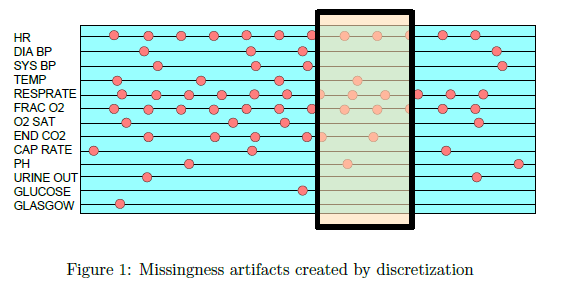 HR
DIA BP
SYS BP
TEMP
RESPRATE
FRAC O2
O2 SAT
END CO2
CAP RATE
PH
URINE OUT
GLUCOSE
GLASGOW
Figure 1: Missingness artifacts created by discretization